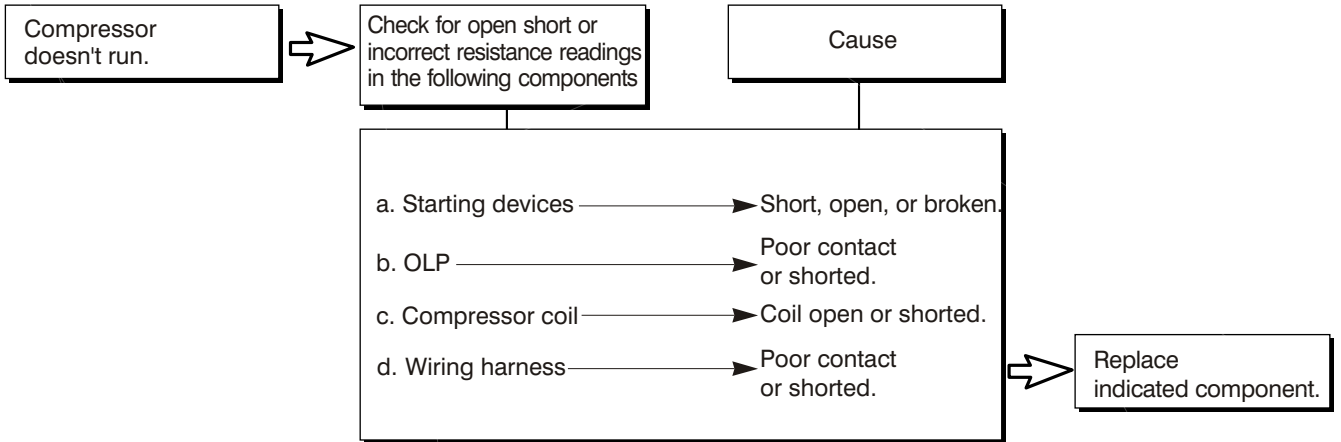 Compressor
doesn't run.
Check for open short or
incorrect resistance readings
in the following components
Cause
a. Starting devices
Short, open, or broken.
b. OLP
Poor contact
or shorted.
c. Compressor coil
Coil open or shorted.
d. Wiring harness
Poor contact
or shorted.
Replace
indicated component.